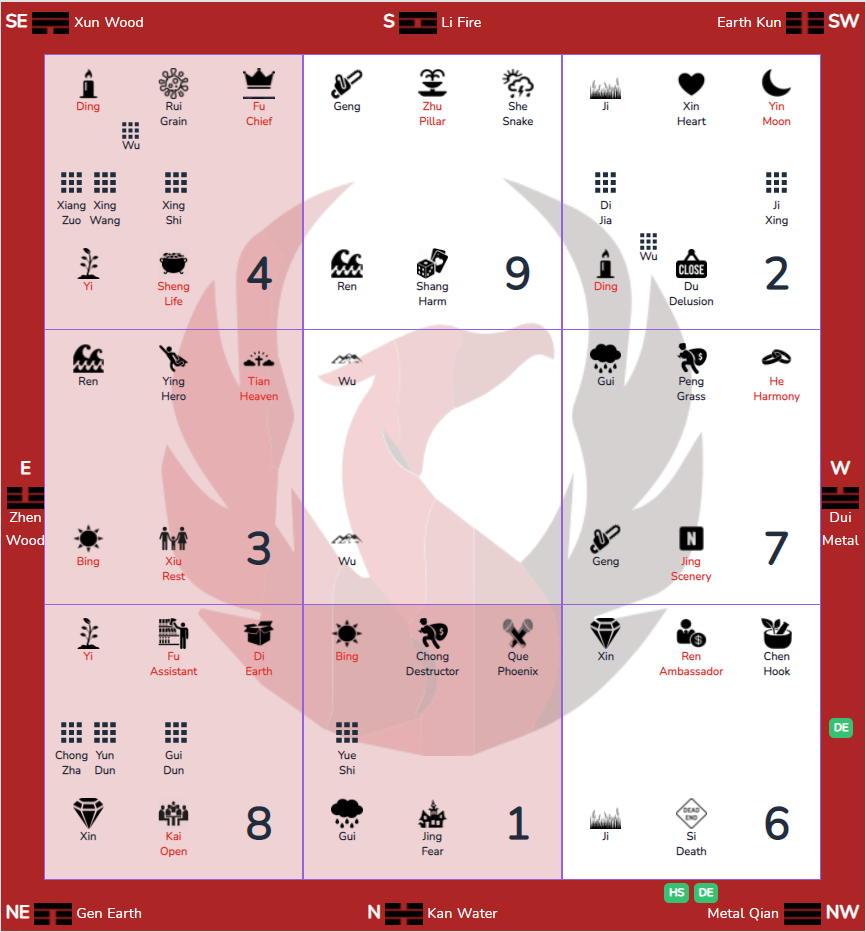 SE Xun Wood S Li Fire Earth Kun SW
Ding Rui Fu
Grain Chief
Wu
Xiang Xing Xing
Zuo Wang Shi
Yi Sheng 4
Life
Geng Zhu She
Pillar Snake
Ren Shang 9
Harm
Ji Xin Yin
Heart Moon
Di Ji
Jia Xing
Wu
Ding CLOSE Du 2
Delusion
E
Zhen
Wood
Ren Ying Tian
Hero Heaven
Bing Xiu 3
Rest
Wu
Wu
Gui Peng He
Grass Harmony
Geng N Jing 7
Scenery
W
Dui
Metal
Yi Fu Di
Assistant Earth
Chong Yun Gui
Zha Dun Dun
Xin Kai 8
Open
Bing Chong Que
Destructor Phoenix
Yue
Shi
Gui Jing 1
Fear
Xin Ren Chen
Ambassador Hook
DE
Ji DEAD END Si 6
Death
HS DE
NE Gen Earth N Kan Water Metal Qian NW